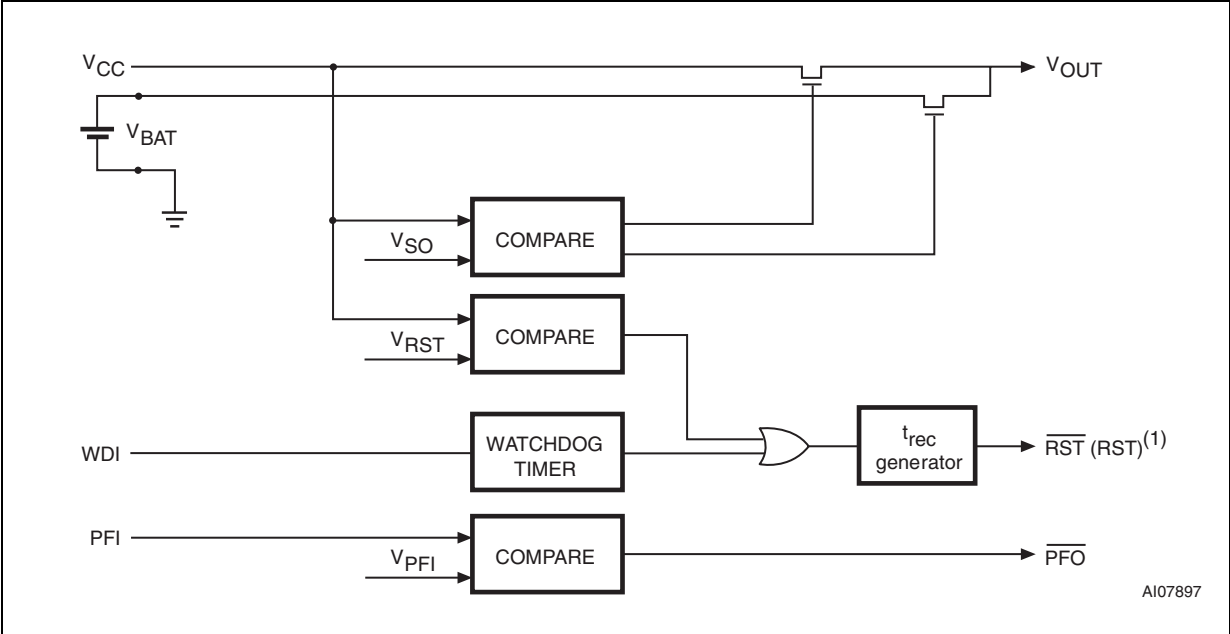 VCC
VOUT
VBAT
COMPARE
VSO
COMPARE
VRST
WDI
WATCHDOG
TIMER
trec
generator
RST (RST)(1)
PFI
COMPARE
VPFI
PFO
AI07897